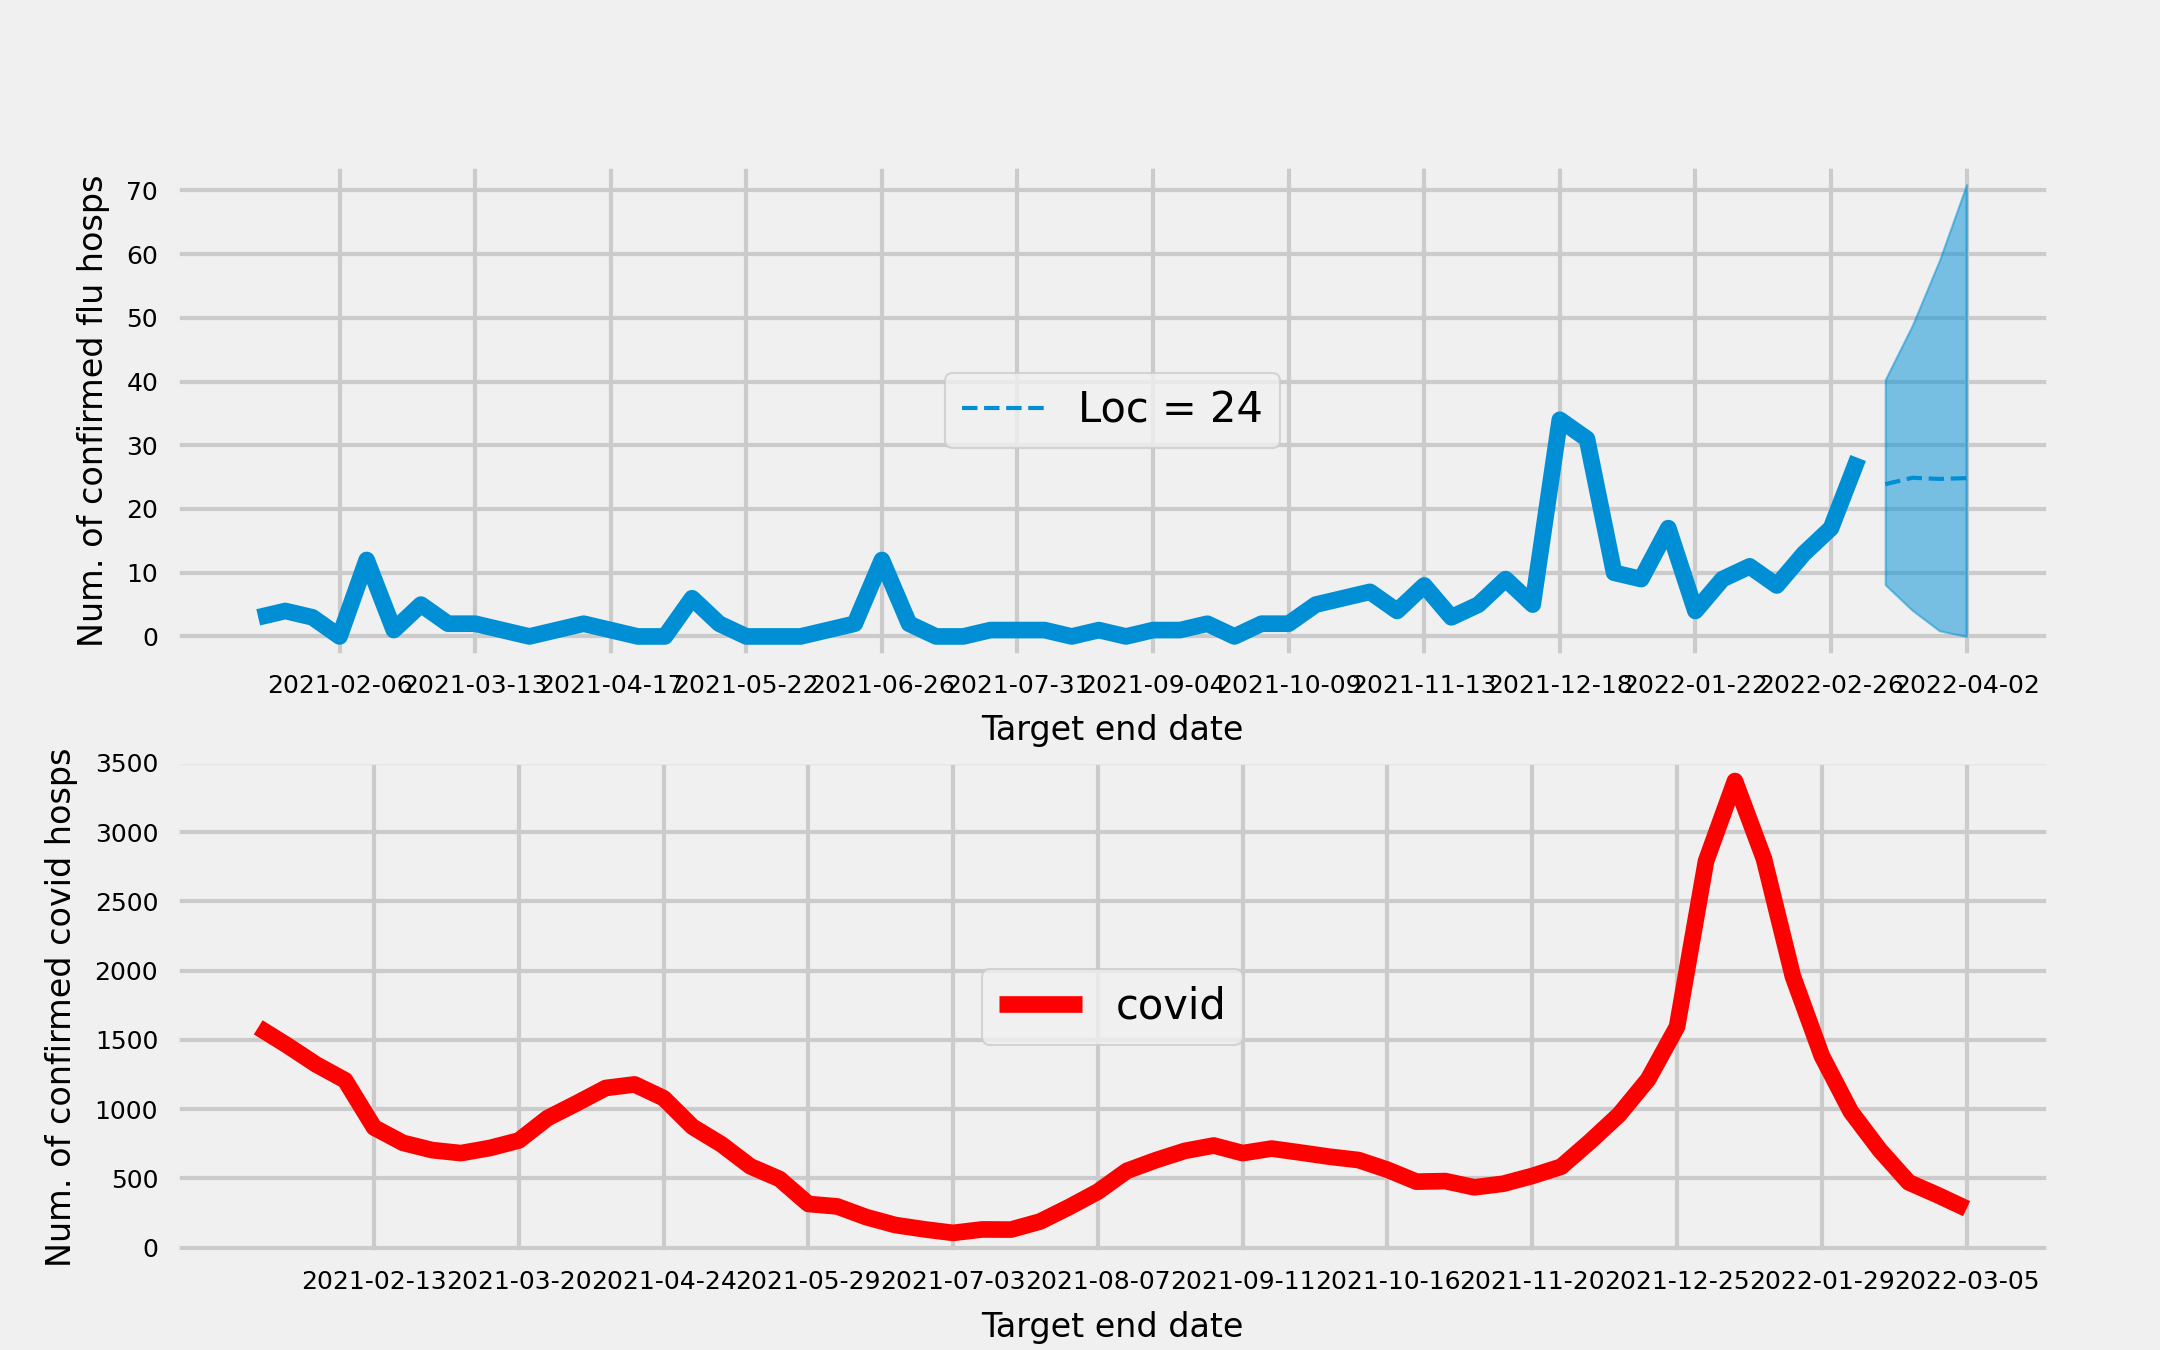 Num. of confirmed flu hosps
70
60
50
40
30
20
10
0
Loc = 24
2021-02-06 2021-03-13 2021-04-17 2021-05-22 2021-06-26 2021-07-31 2021-09-04 2021-10-09 2021-11-13 2021-12-18 2022-01-22 2022-02-26 2022-04-02
Target end date
Num. of confirmed covid hosps
3500
3000
2500
2000
1500
1000
500
0
covid
2021-02-13 2021-03-20 2021-04-24 2021-05-29 2021-07-03 2021-08-07 2021-09-11 2021-10-16 2021-11-20 2021-12-25 2022-01-29 2022-03-05
Target end date